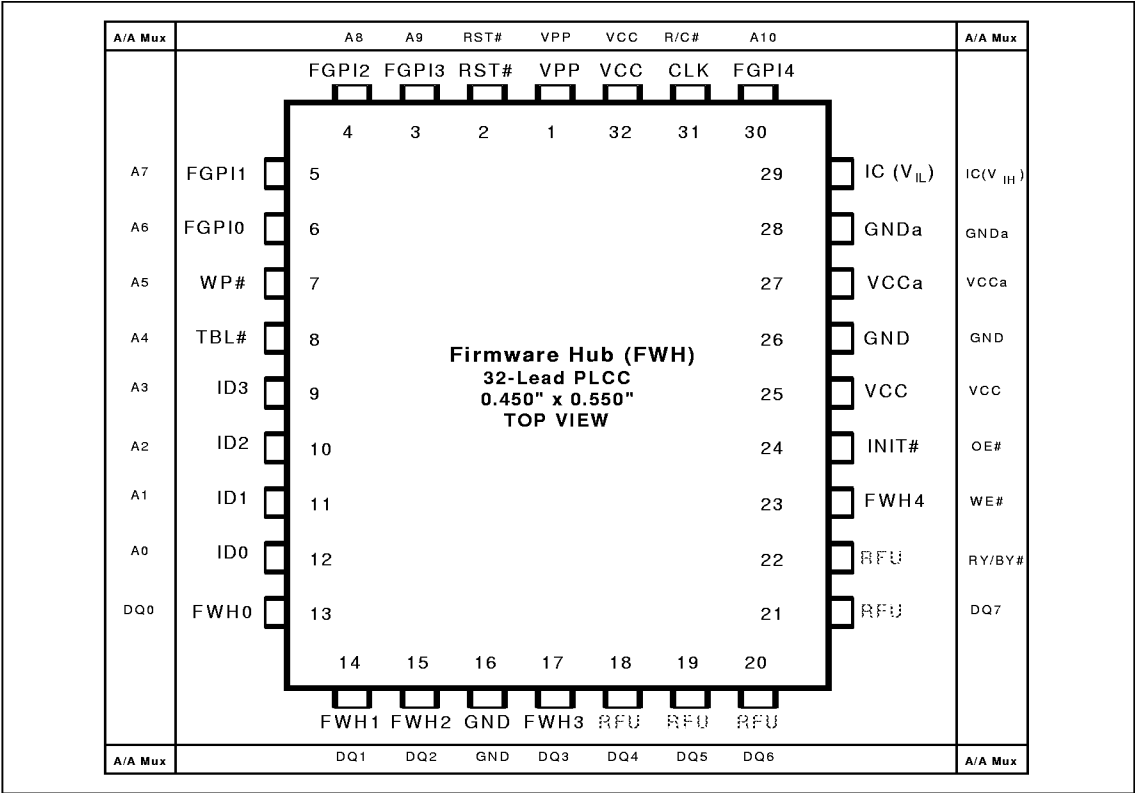 A/A Mux A8 A9 RST# VPP VCC R/C# A10 A/A Mux
FGPI2 FGPI3 RST# VPP VCC CLK FGPI4
4 3 2 1 32 31 30
A7 FGPI1 5 29 IC (VIL) IC(V IH )
A6 FGPI0 6 28 GNDa GNDa
A5 WP# 7 27 VCCa VCCa
A4 TBL# 8 26 GND GND
Firmware Hub (FWH)
32-Lead PLCC
A3 ID3 9 25 VCC VCC
0.450" x 0.550"
TOP VIEW
A2 ID2 10 24 INIT# OE#
A1 ID1 11 23 FWH4 WE#
A0 ID0 12 22 RFU RY/BY#
DQ0 FWH0 13 21 RFU DQ7
14 15 16 17 18 19 20
FWH1 FWH2 GND FWH3 RFU RFU RFU
A/A Mux DQ1 DQ2 GND DQ3 DQ4 DQ5 DQ6 A/A Mux